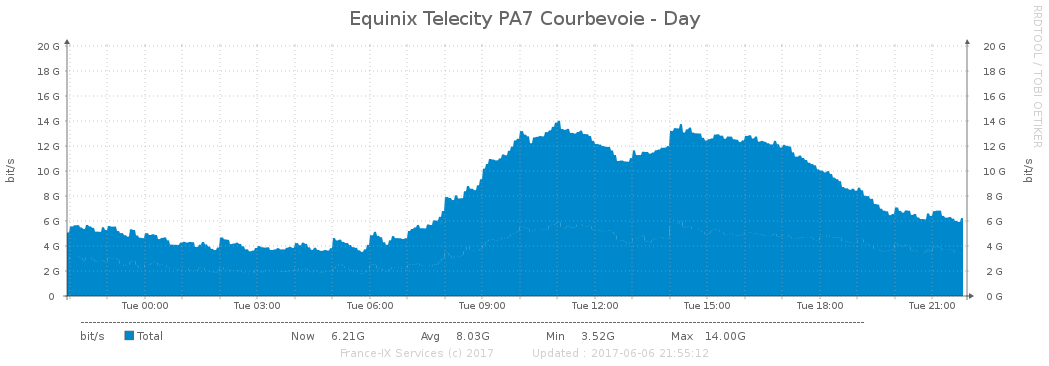 Equinix Telecity PA7 Courbevoie - Day
RRDTOOL / TOBI OETIKER
20 G 20 G
18 G 18 G
16 G 16 G
14 G 14 G
12 G 12 G
10 G 10 G
8 G 8 G
6 G 6 G
4 G 4 G
2 G 2 G
0 0 G
bit/s bit/s
Tue 00:00 Tue 03:00 Tue 06:00 Tue 09:00 Tue 12:00 Tue 15:00 Tue 18:00 Tue 21:00
bit/s Total Now 6.21G Avg 8.03G Min 3.52G Max 14.00G
France-IX Services (c) 2017 Updated : 2017-06-06 21:55:12